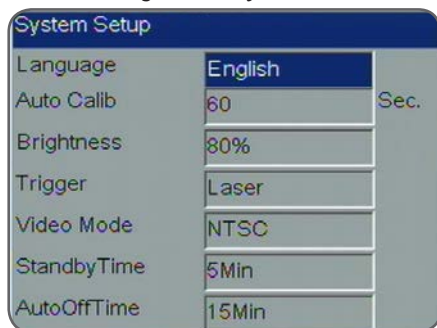 System Setup
Language English
Auto Calib 60 Sec.
Brightness 80%
Trigger Laser
Video Mode NTSC
StandbyTime 5Min
AutoOffTime 15Min